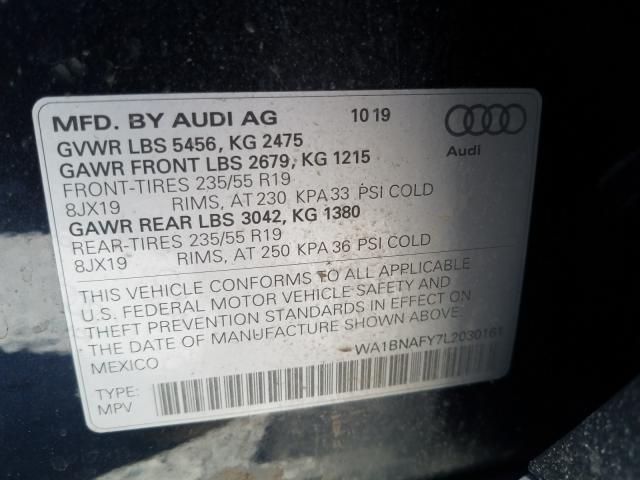 MFD. BY AUDI AG 10 19
GVWR LBS 5456, KG 2475
GAWR FRONT LBS 2679, KG 1215
FRONT-TIRES 235/55 R19
8JX19 RIMS, AT 230 KPA 33 PSI COLD
GAWR REAR LBS 3042, KG 1380
REAR-TIRES 235/55 R19
8JX19 RIMS, AT 250 KPA 36 PSI COLD
Audi
THIS VEHICLE CONFORMS TO ALL APPLICABLE
U.S. FEDERAL MOTOR VEHICLE SAFETY AND
THEFT PREVENTION STANDARDS IN EFFECT ON
THE DATE OF MANUFACTURE SHOWN ABOVE.
MEXICO WA1BNAFY7L2030161
TYPE:
MPV